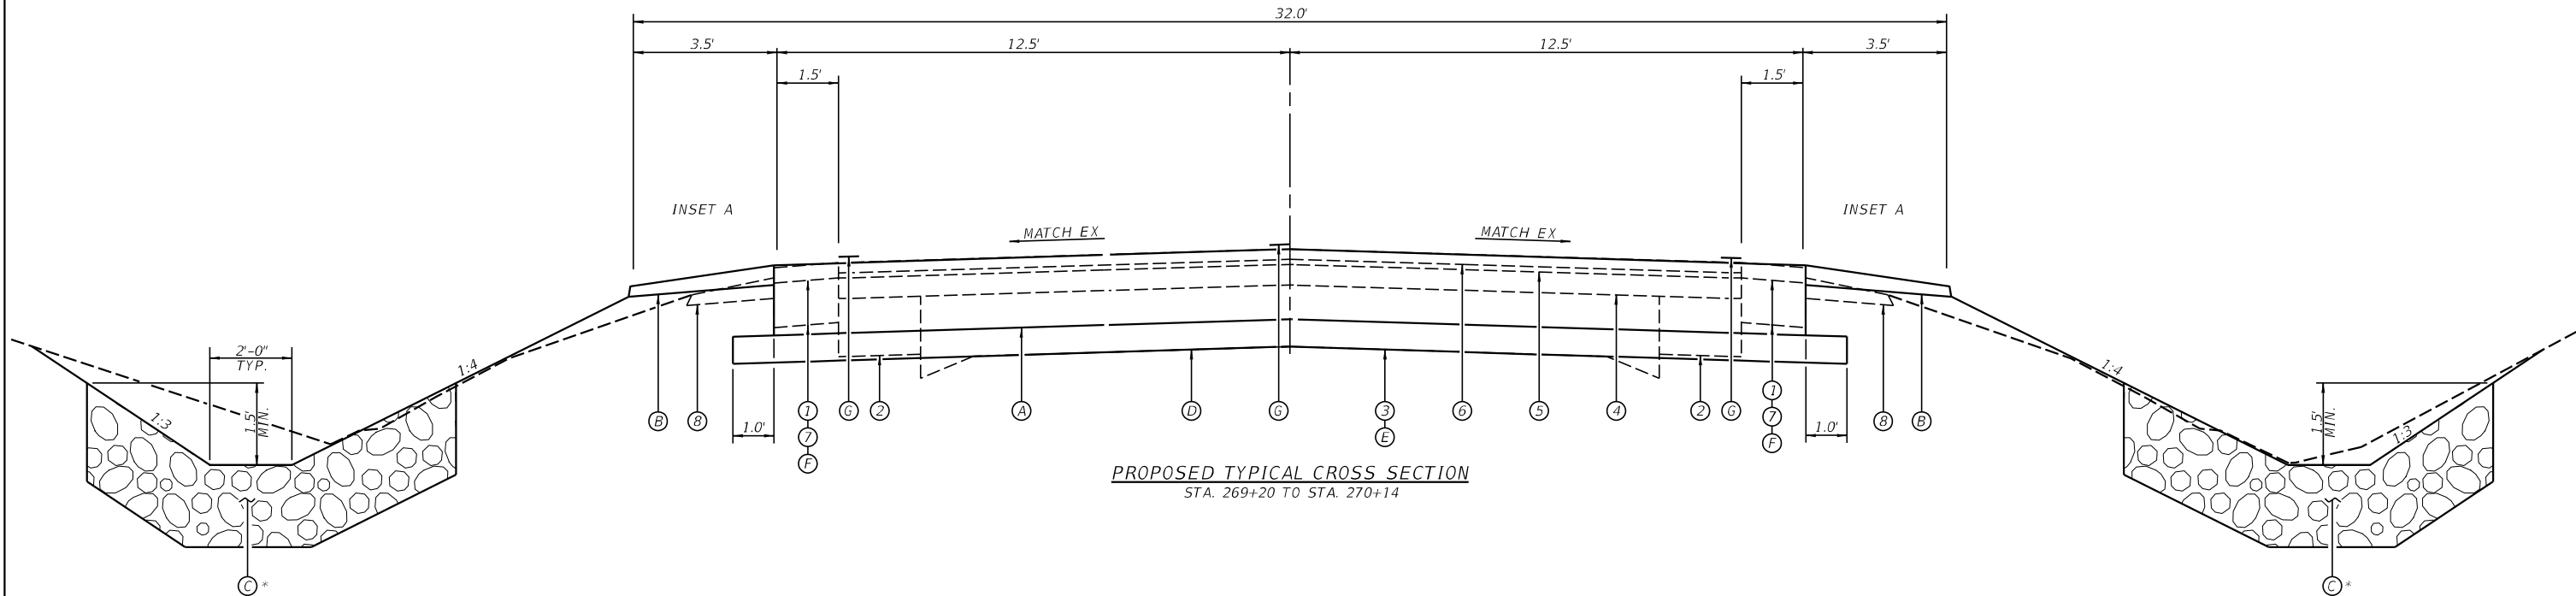 32.0'
3.5' 12.5' 12.5' 3.5'
1.5' 1.5'
INSET A INSET A
MATCH EX MATCH EX
2'-0"
TYP.
1:4 1:4
1:3 1.5' MIN. 1.5' MIN. 1:3
1.0' 1.0'
B 8 1 G 2 A D G 3 6 5 4 2 G 1 8 B
7 E 7
F F
PROPOSED TYPICAL CROSS SECTION
STA. 269+20 TO STA. 270+14
C * C *